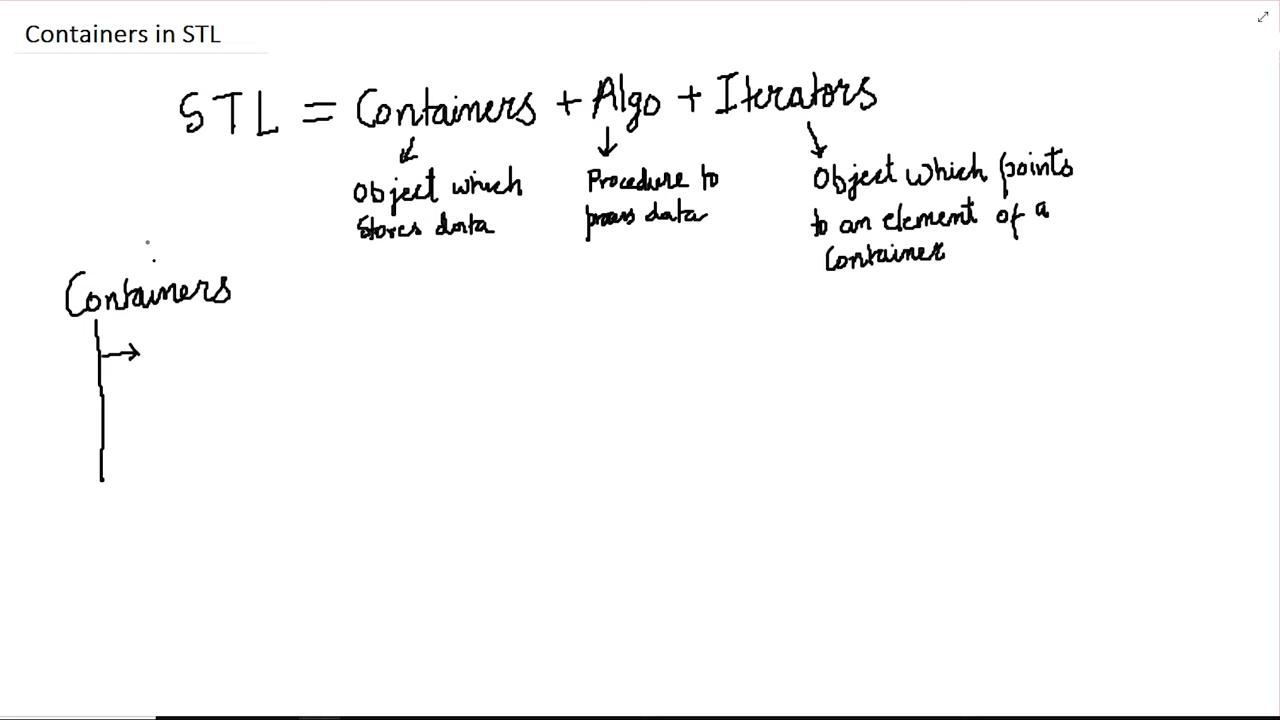 Containers in STL
STL = Containers + Algo + Iterators
Object which
Stores data
Procedure to
process data
Object which points
to an element of a
Container
Containers